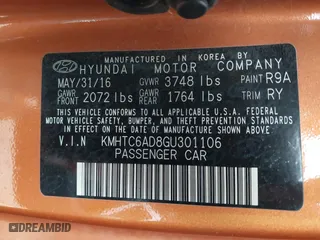 MANUFACTURED IN KOREA BY
HYUNDAI MOTOR COMPANY
MAY/31/16 GVWR 3748 lbs PAINT R9A
GAWR FRONT 2072 lbs GAWR REAR 1764 lbs TRIM RY
THIS VEHICLE CONFORMS TO ALL APPLICABLE
FEDERAL MOTOR VEHICLE SAFETY, BUMPER,
AND THEFT PREVENTION STANDARDS IN EFFECT
ON THE DATE OF MANUFACTURE SHOWN ABOVE.
V.I.N KMHTC6AD8GU301106
PASSENGER CAR
DREAMBID